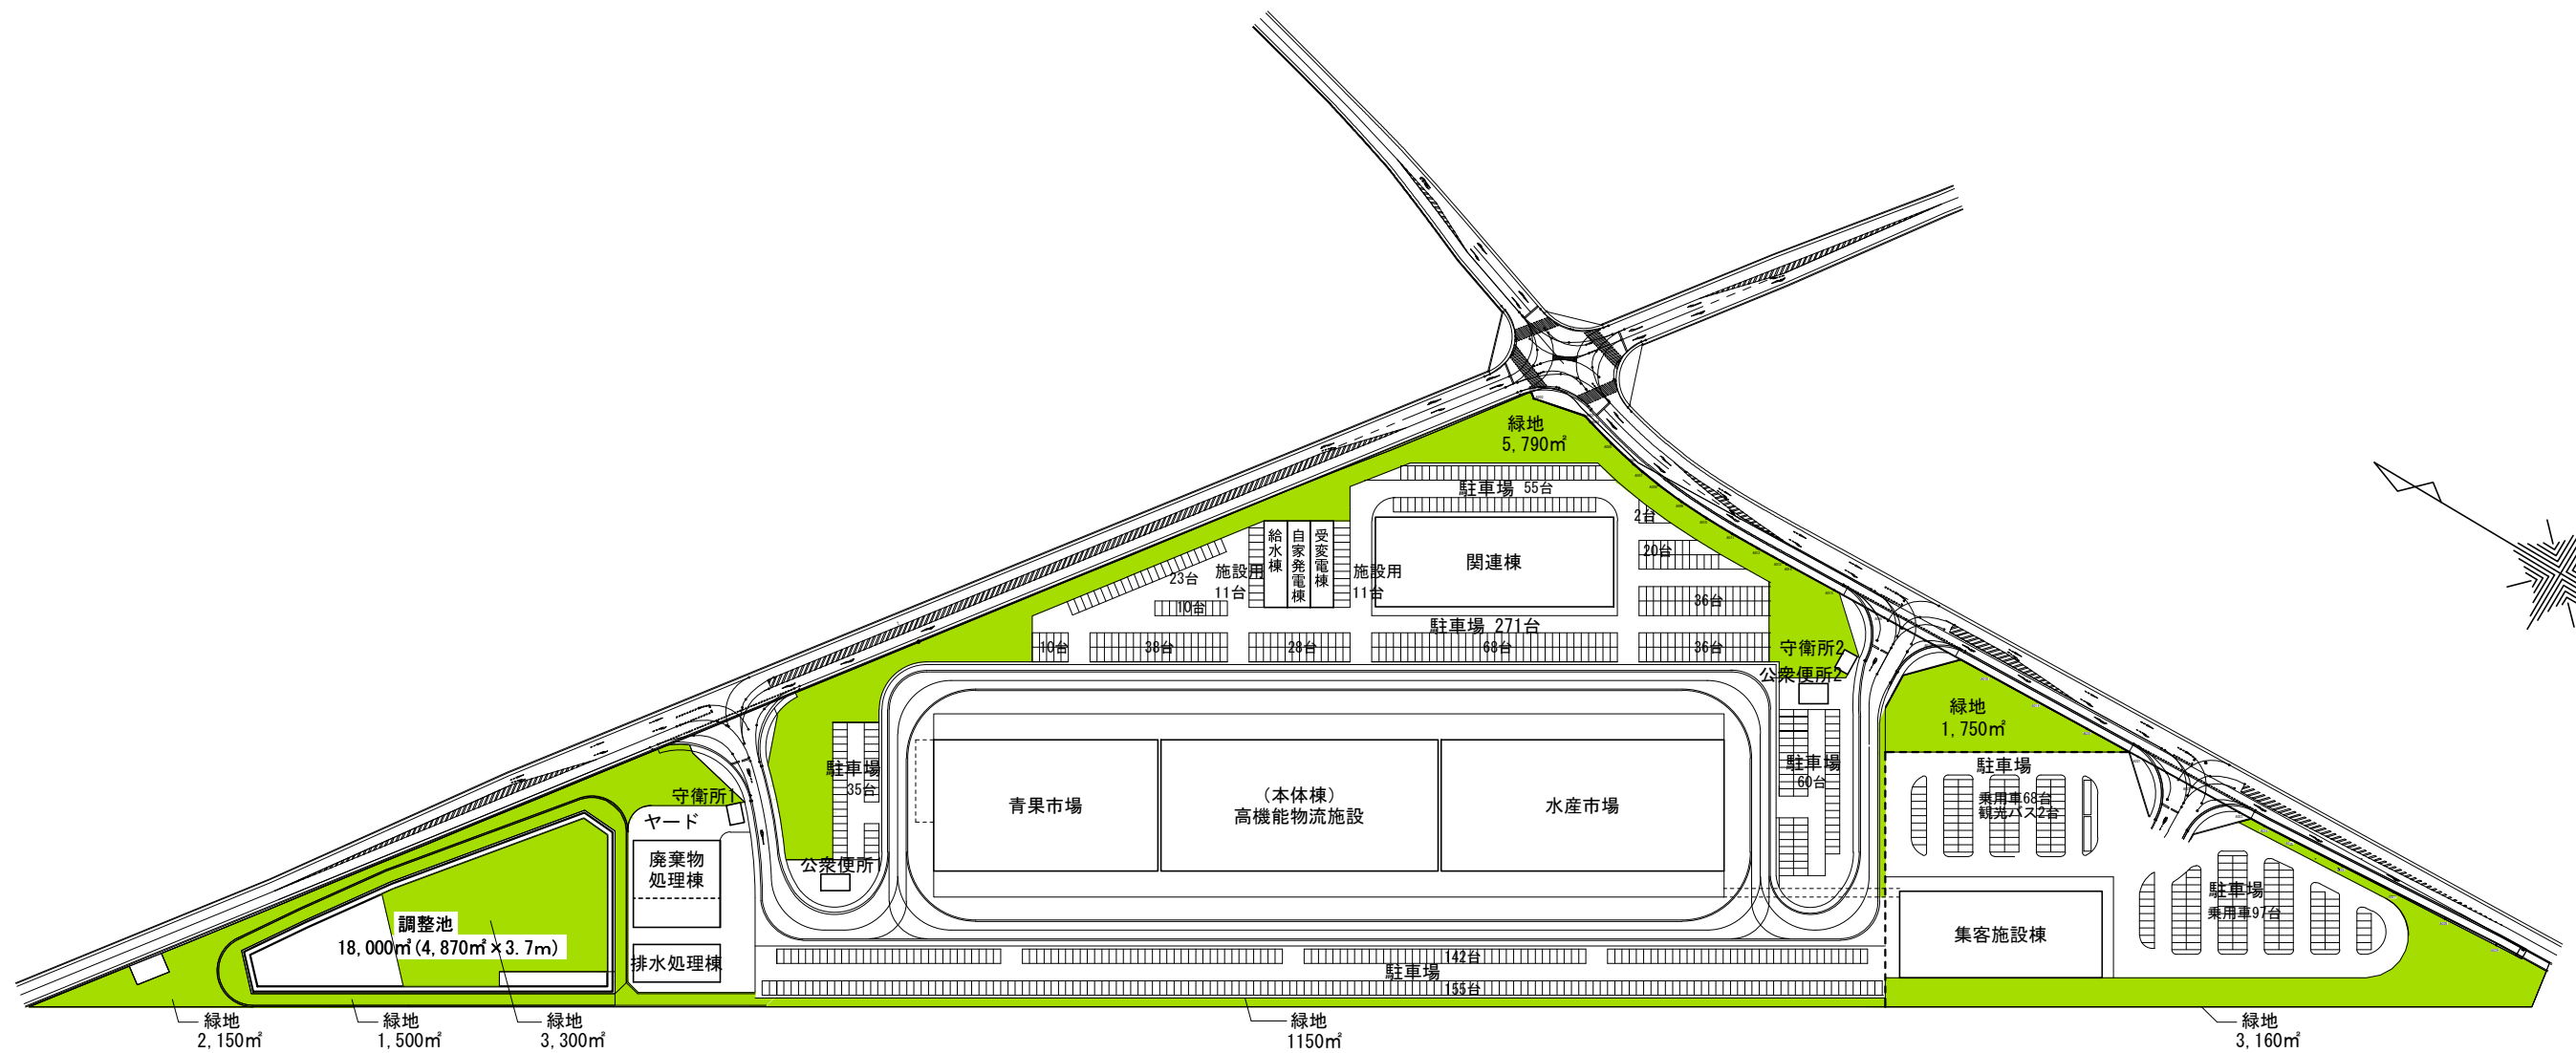 緑地
5,790㎡
駐車場 55台
2台
20台
給水棟
自家発電棟
受変電棟
関連棟
施設用
11台
施設用
11台
23台
10台
36台
駐車場 271台
10台
38台
28台
68台
36台
守衛所2
公衆便所2
緑地
1,750㎡
駐車場
35台
駐車場
60台
駐車場
乗用車68台
観光バス2台
守衛所1
ヤード
青果市場
(本体棟)
高機能物流施設
水産市場
廃棄物
処理棟
公衆便所1
駐車場
乗用車97台
調整池
18,000㎥(4,870㎡×3.7m)
集客施設棟
排水処理棟
142台
駐車場
155台
緑地
2,150㎡
緑地
1,500㎡
緑地
3,300㎡
緑地
1150㎡
緑地
3,160㎡